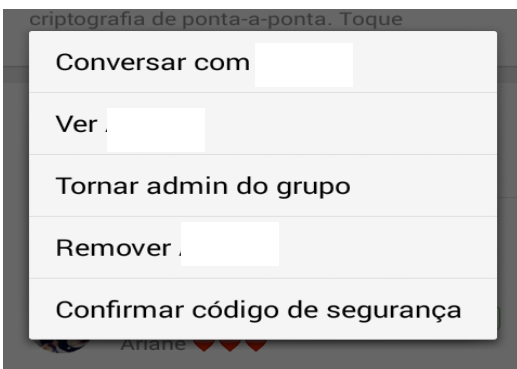 criptografia de ponta-a-ponta. Toque
Conversar com
Ver
Tornar admin do grupo
Remover
Confirmar código de segurança
Ariane ❤❤❤